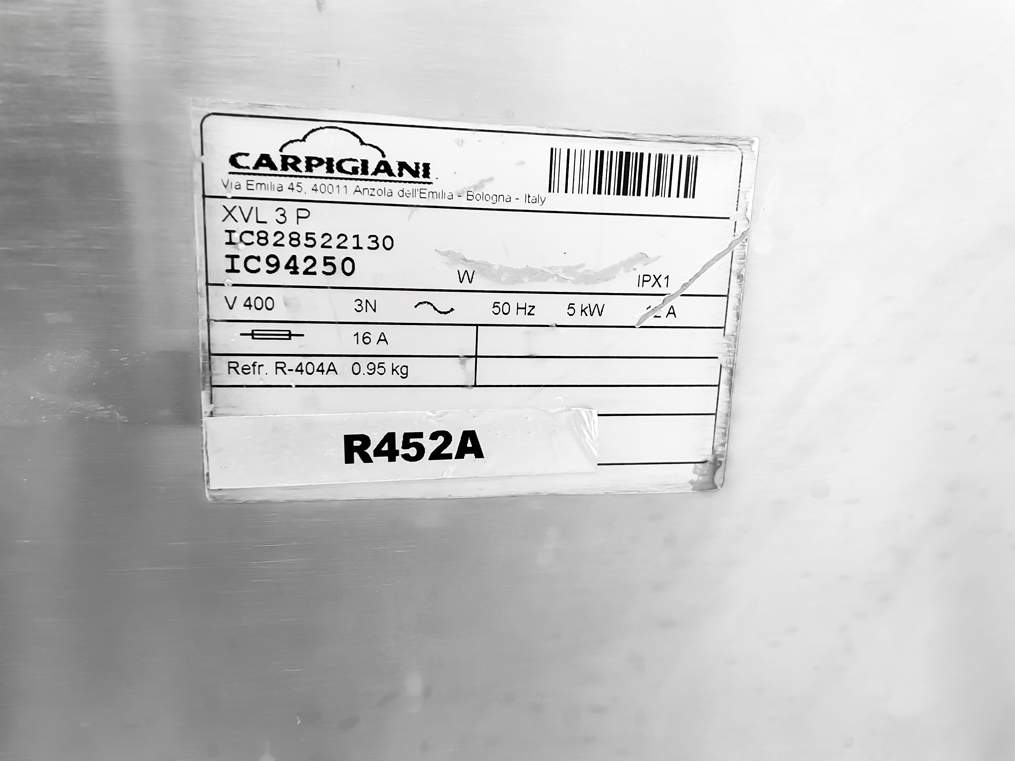 CARPIGIANI
Via Emilia 45, 40011 Anzola dell'Emilia - Bologna - Italy
XVL 3 P
IC828522130
IC94250
W IPX1
V 400 3N 50 Hz 5 kW A
16 A
Refr. R-404A 0.95 kg
R452A